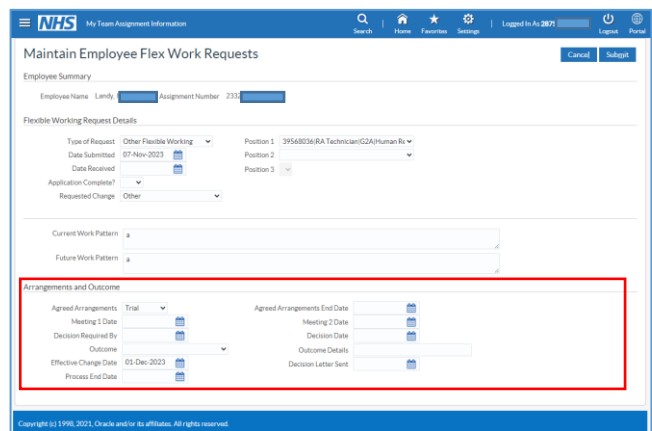 NHS My Team Assignment Information Search Home Favorites Settings Logged In As 287 Logout Portal
Maintain Employee Flex Work Requests Cancel Submit
Employee Summary
Employee Name Landy, Assignment Number 233
Flexible Working Request Details
Type of Request Other Flexible Working Position 1 39568036|RA Technician|G2A|Human Re
Date Submitted 07-Nov-2023 Position 2
Date Received Position 3
Application Complete?
Requested Change Other
Current Work Pattern a
Future Work Pattern a
Arrangements and Outcome
Agreed Arrangements Trial Agreed Arrangements End Date
Meeting 1 Date Meeting 2 Date
Decision Required By Decision Date
Outcome Outcome Details
Effective Change Date 01-Dec-2023 Decision Letter Sent
Process End Date
Copyright (c) 1998, 2021, Oracle and/or its affiliates. All rights reserved.